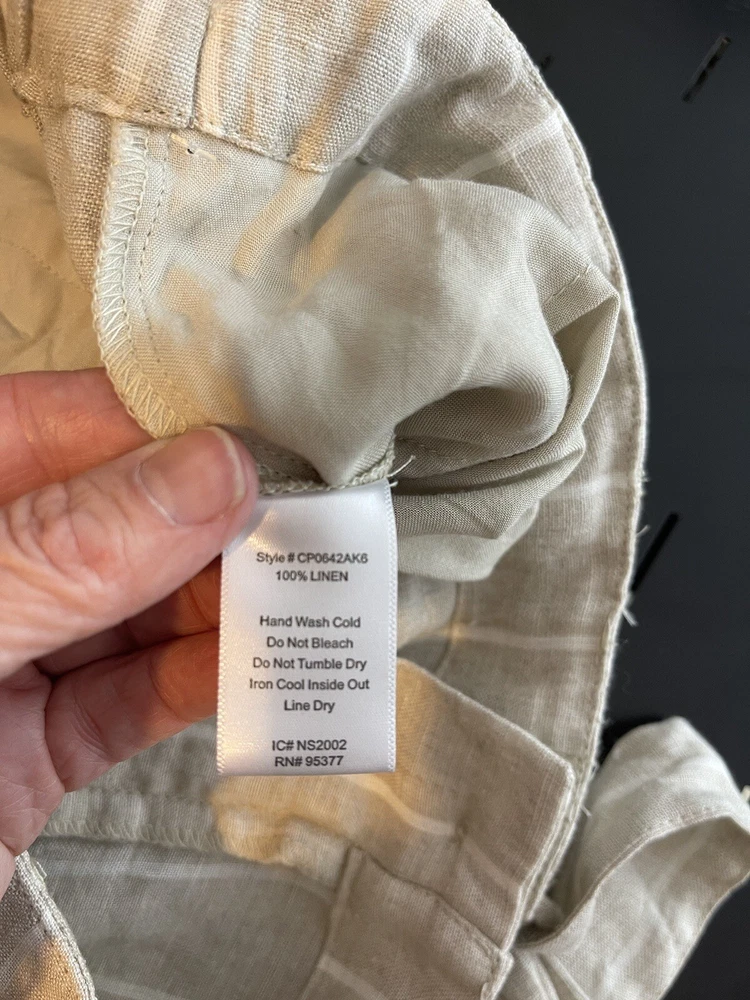 Style # CP0642AK6
100% LINEN
Hand Wash Cold
Do Not Bleach
Do Not Tumble Dry
Iron Cool Inside Out
Line Dry
IC# NS2002
RN# 95377